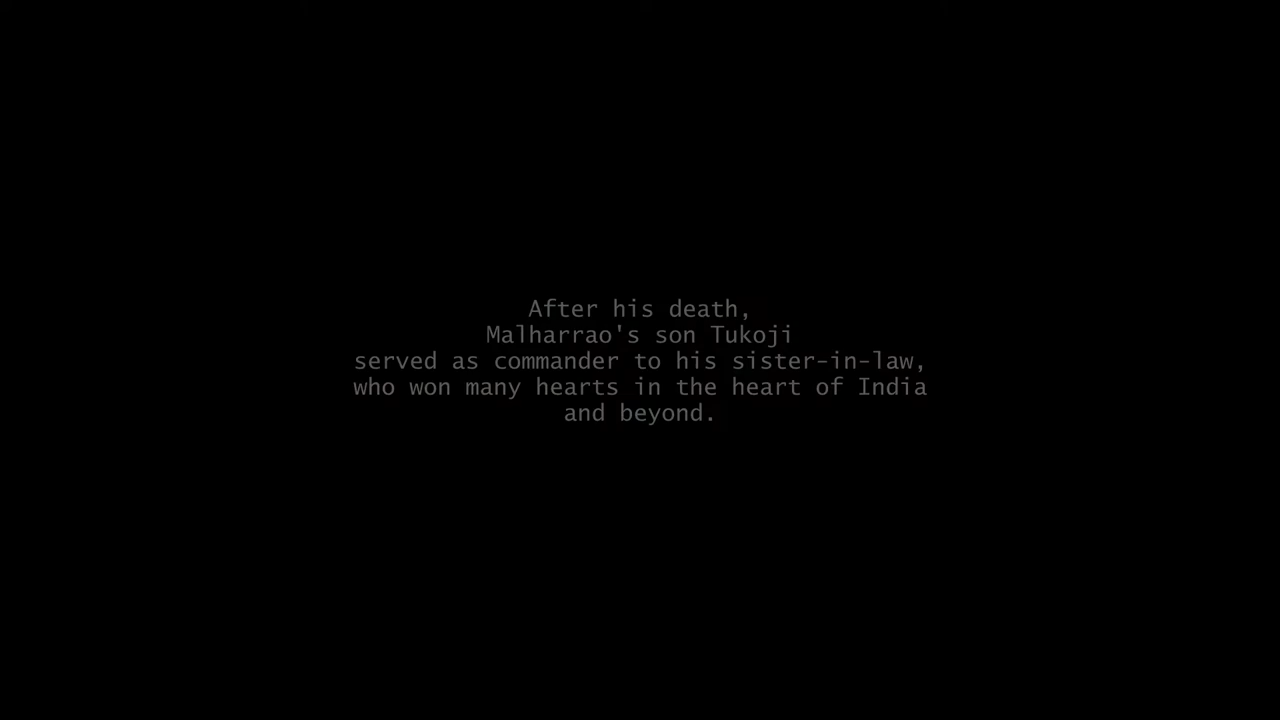 After his death,
Malharrao's son Tukoji
served as commander to his sister-in-law,
who won many hearts in the heart of India
and beyond.